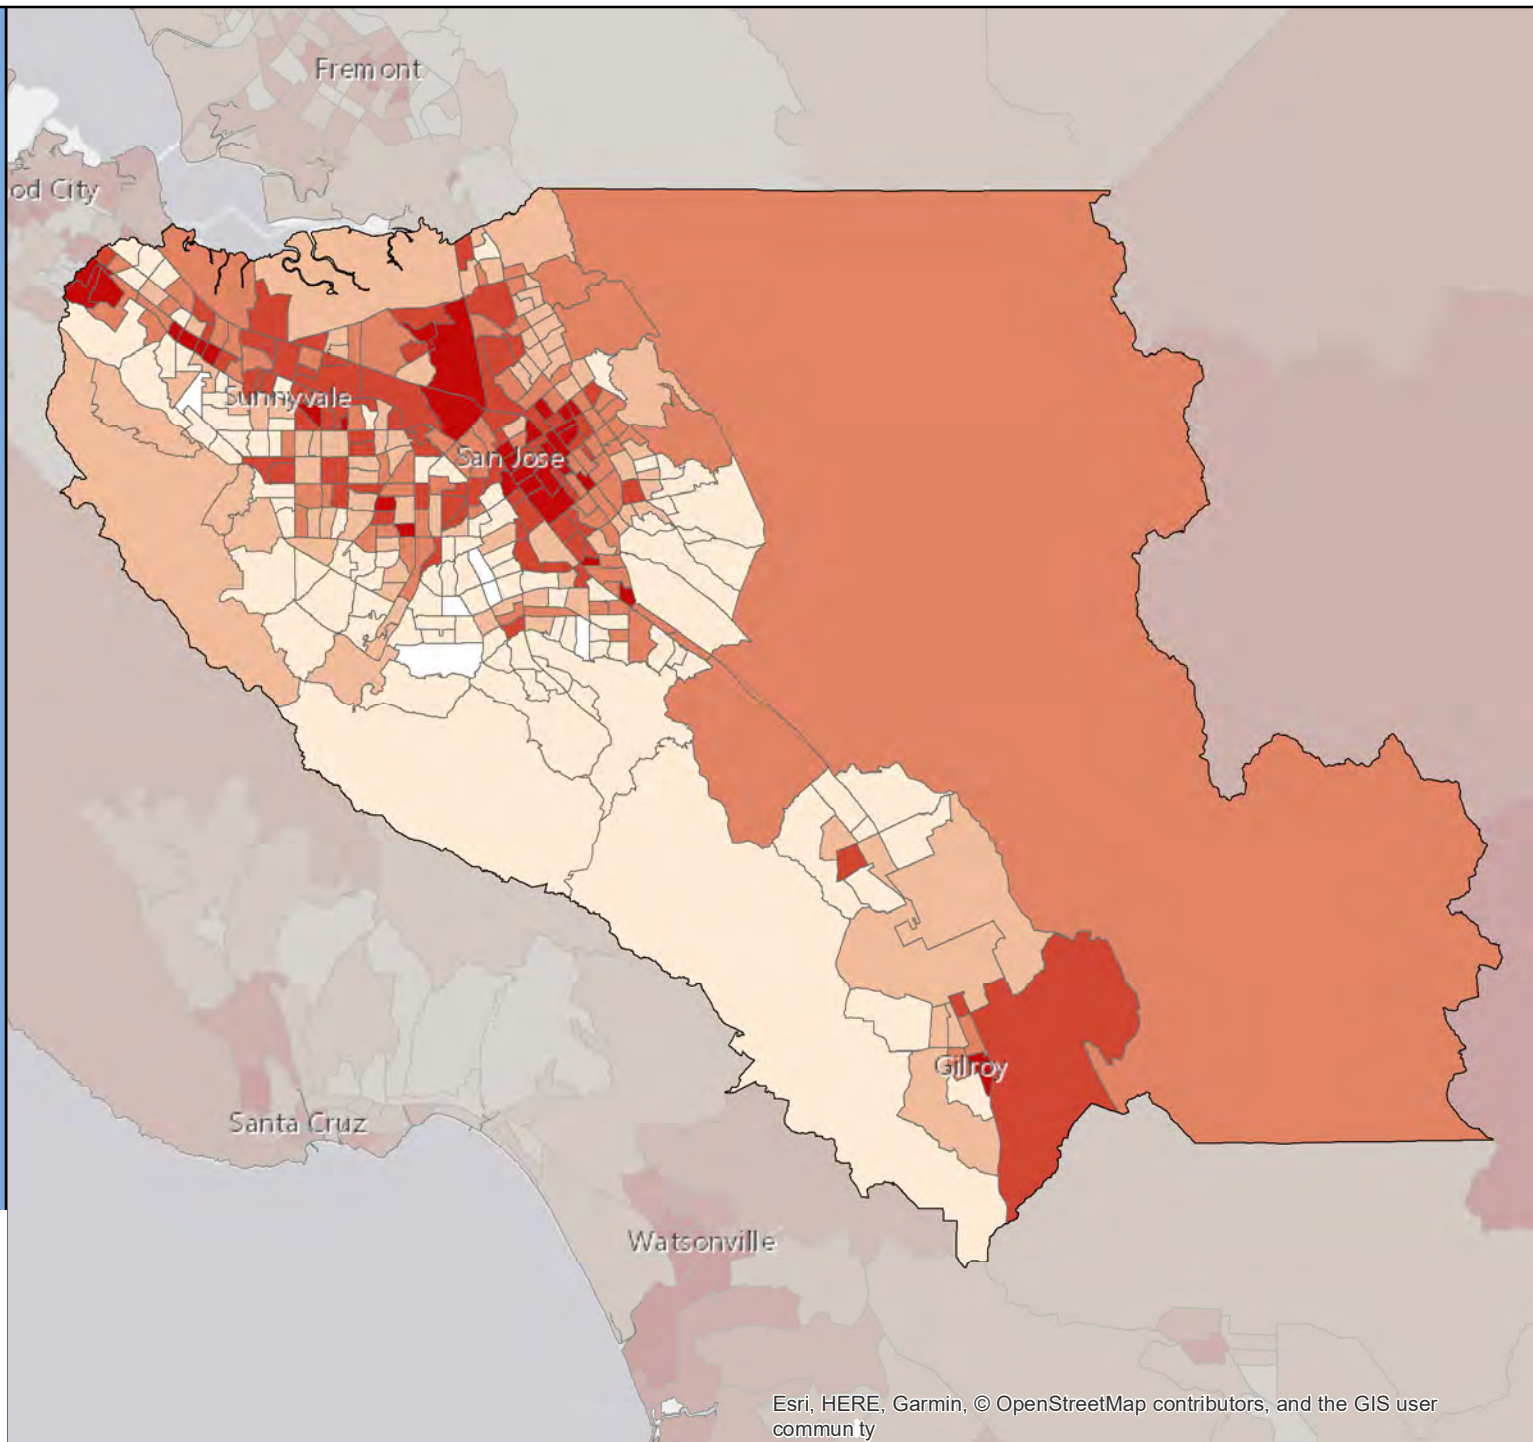 Fremont
od City
Sunnyvale
San Jose
Gilroy
Santa Cruz
Watsonville
Esri, HERE, Garmin, © OpenStreetMap contributors, and the GIS user
commun ty